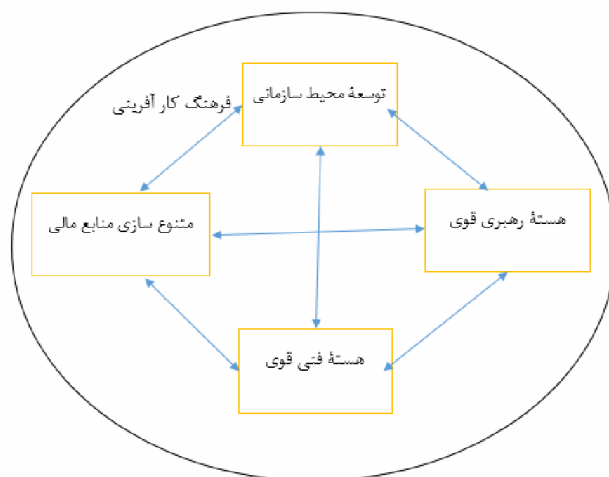 توسعهٔ محیط سازمانی
فرهنگ کار آفرینی
هستهٔ رهبری قوی
متنوع سازی منابع مالی
هستهٔ فنی قوی